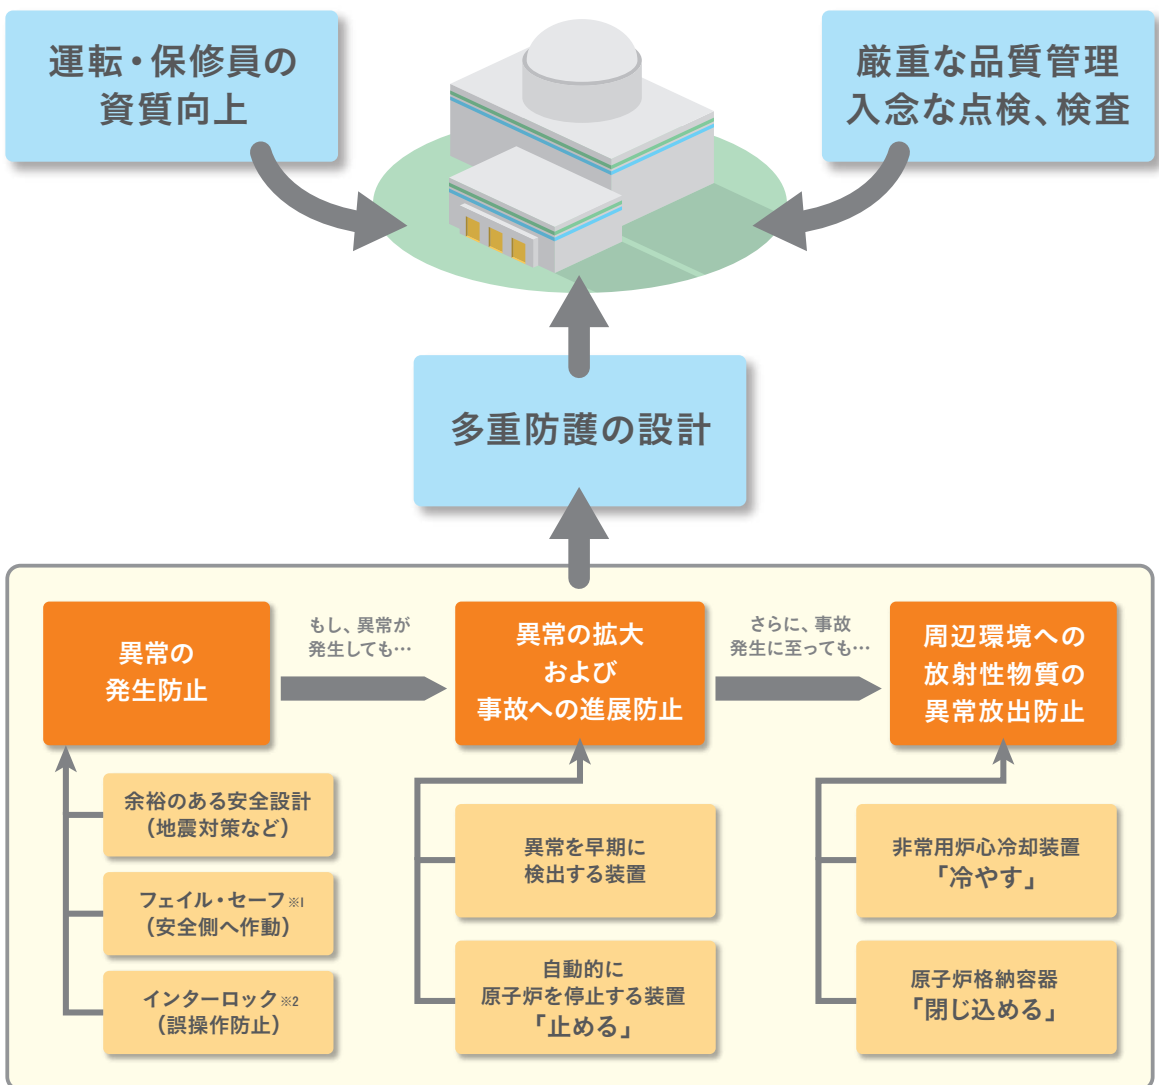 運転・保修員の
資質向上
厳重な品質管理
入念な点検、検査
多重防護の設計
異常の
発生防止
もし、異常が
発生しても…
異常の拡大
および
事故への進展防止
さらに、事故
発生に至っても…
周辺環境への
放射性物質の
異常放出防止
余裕のある安全設計
（地震対策など）
フェイル・セーフ※1
（安全側へ作動）
インターロック※2
（誤操作防止）
異常を早期に
検出する装置
自動的に
原子炉を停止する装置
「止める」
非常用炉心冷却装置
「冷やす」
原子炉格納容器
「閉じ込める」